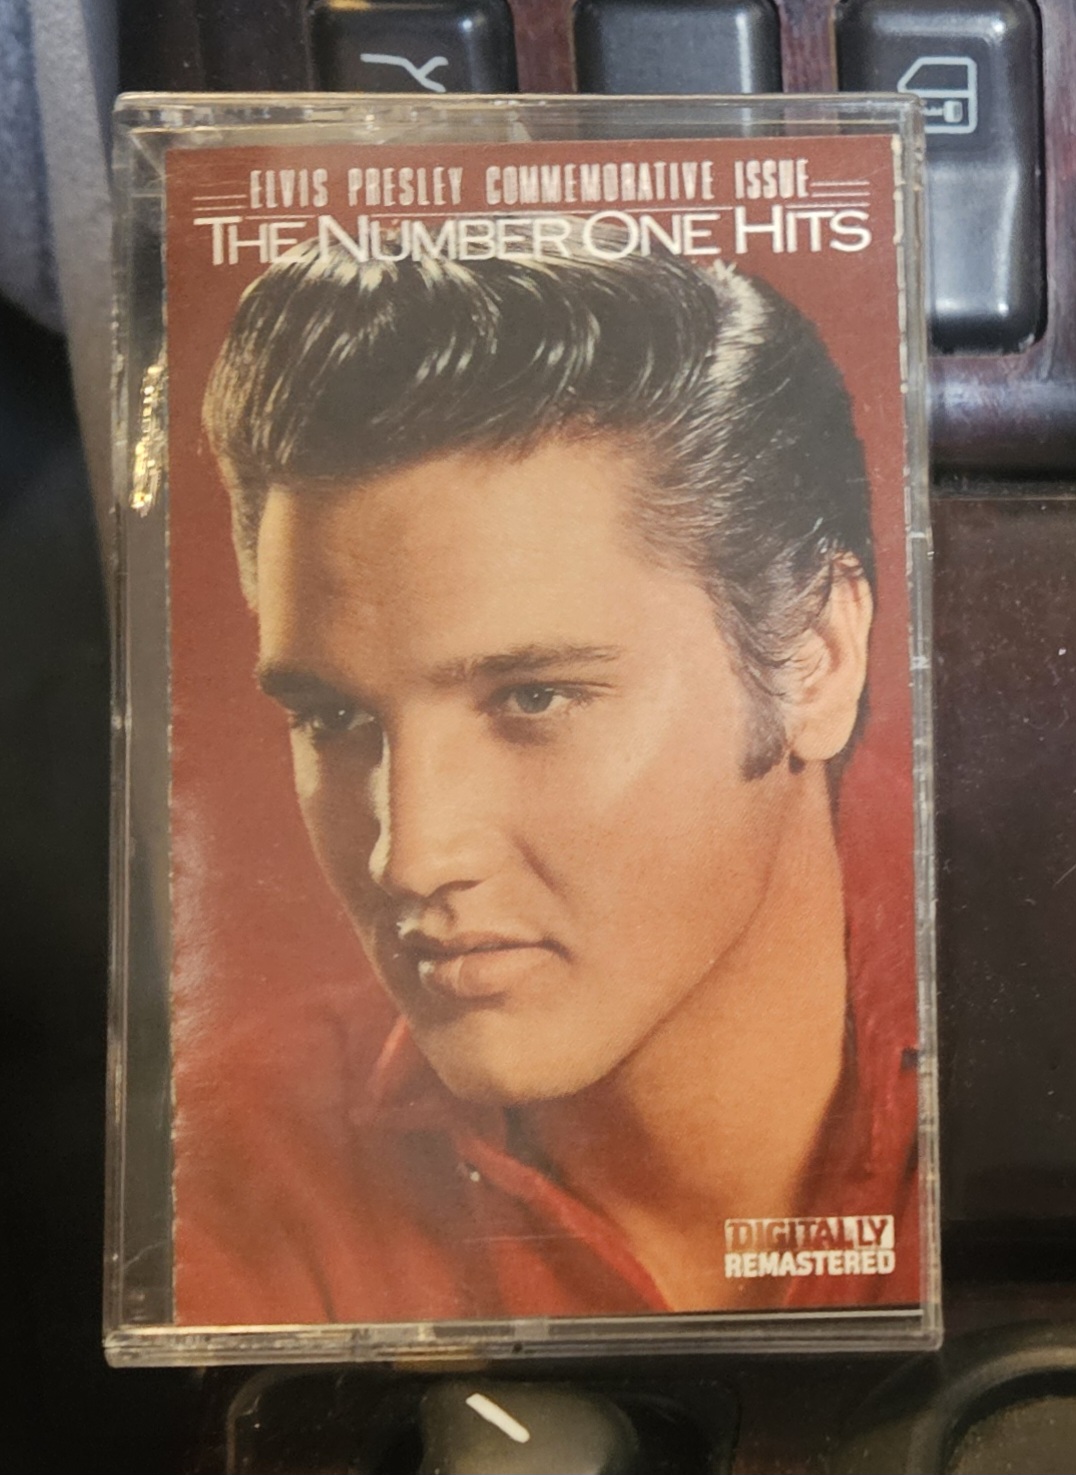 ELVIS PRESLEY COMMEMORATIVE ISSUE
THE NUMBER ONE HITS
DIGITALLY
REMASTERED